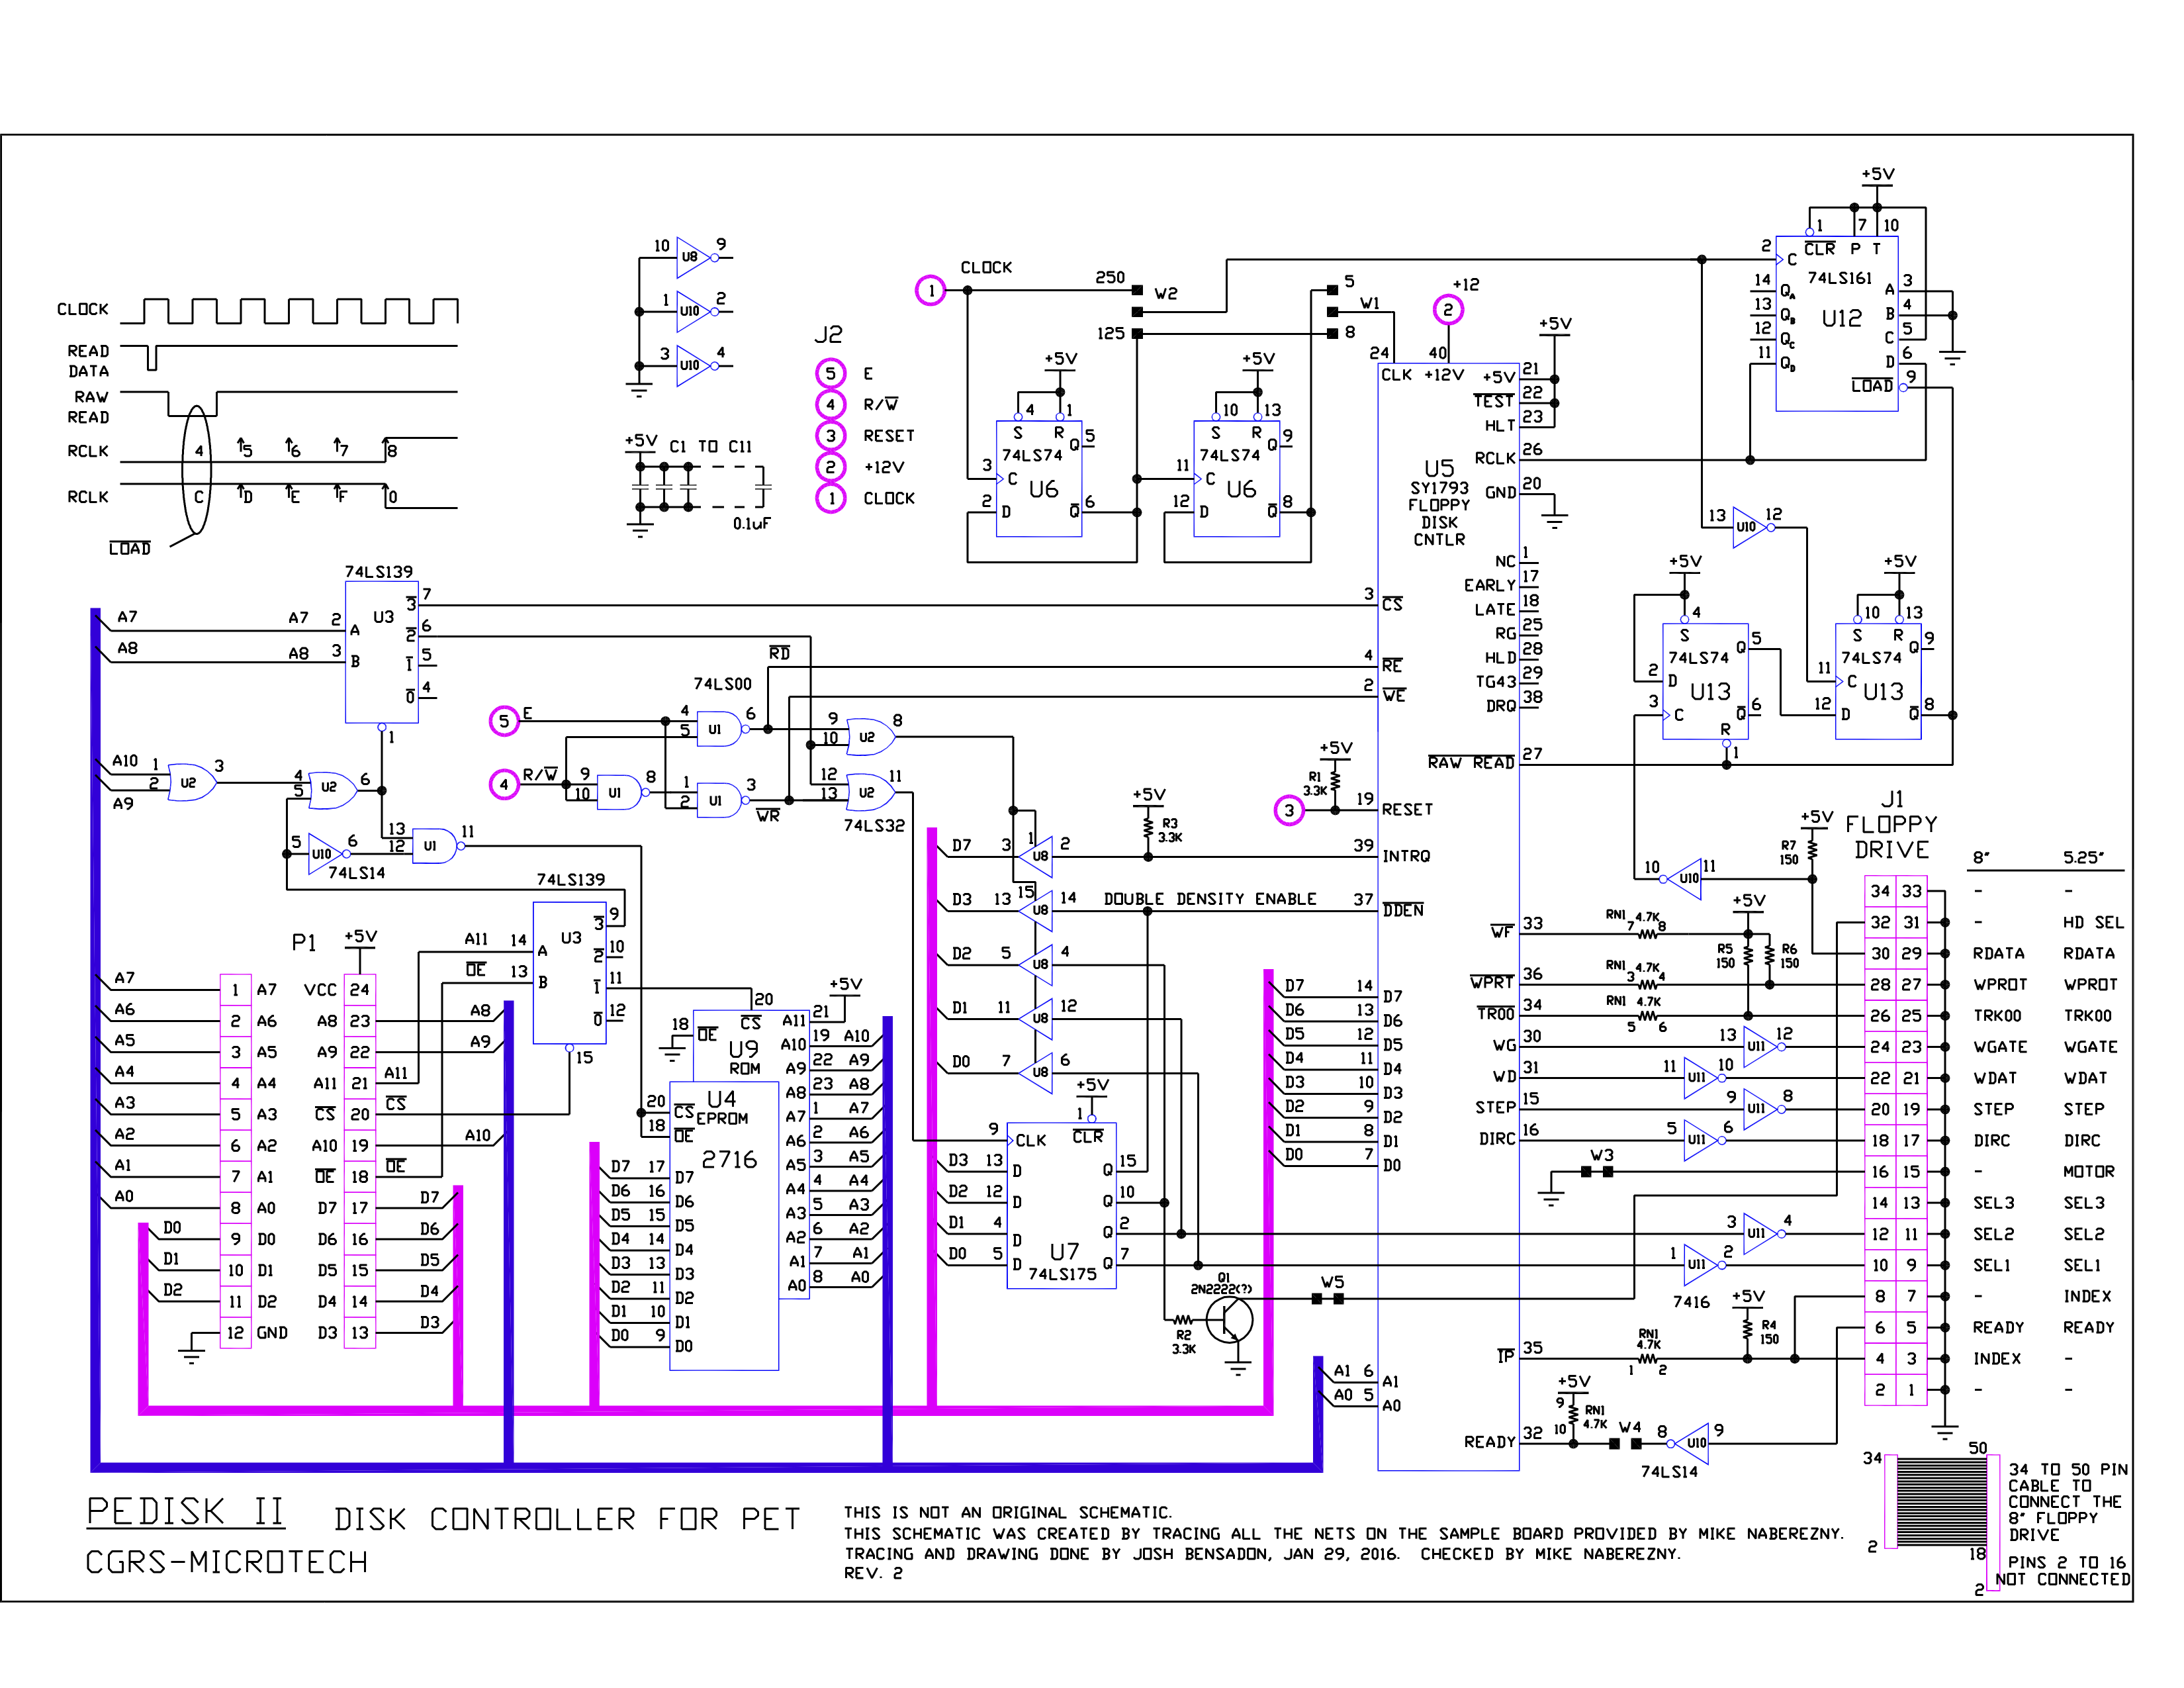 +5V
1 7 10
2 CLR P T
C
74LS161
14 QA A 3
13 QB B 4
U12
12 QC C 5
11 QD D 6
LOAD 9
10 U8 9
1 U10 2
3 U10 4
CLOCK
READ
DATA
RAW
READ
RCLK 4 5 6 7 8
RCLK C D E F 0
LOAD
+5V C1 TO C11
0.1uF
J2
5 E
4 R/W
3 RESET
2 +12V
1 CLOCK
1 CLOCK
250 W2
125
5 W1
8
+12
2
+5V
4 1
S R
Q 5
74LS74
3 C
U6
2 D Q 6
+5V
10 13
S R
Q 9
74LS74
11 C
U6
12 D Q 8
24 40
CLK +12V
+5V
+5V 21
TEST 22
HLT 23
RCLK 26
U5
SY1793
FLOPPY
DISK
CNTLR
GND 20
NC 1
EARLY 17
LATE 18
RG 25
HLD 28
TG43 29
DRQ 38
RAW READ 27
3 CS
4 RE
2 WE
19 RESET
39 INTRQ
37 DDEN
13 U10 12
+5V
4
S
5 Q
74LS74
2 D
U13
3 C Q 6
R
1
+5V
10 13
S R
Q 9
74LS74
11 C
U13
12 D Q 8
74LS139
A7 A7 2 A
A8 A8 3 B
U3
3 7
2 6
1 5
0 4
1
RD
74LS00
5 E
4 R/W
4 5 U1 6
9 10 U1 8
1 2 U1 3
WR
9 10 U2 8
12 13 U2 11
74LS32
A10 1
A9 2
U2 3
4 5 U2 6
5 U10 6
74LS14
13 12 U1 11
74LS139
A11 14 A
OE 13 B
U3
3 9
2 10
1 11
0 12
15
P1
+5V
A7 1 A7
A6 2 A6
A5 3 A5
A4 4 A4
A3 5 A3
A2 6 A2
A1 7 A1
A0 8 A0
D0 9 D0
D1 10 D1
D2 11 D2
12 GND
VCC 24
A8 23 A8
A9 22 A9
A11 21 A11
CS 20 CS
A10 19 A10
OE 18 OE
D7 17 D7
D6 16 D6
D5 15 D5
D4 14 D4
D3 13 D3
+5V
20
18 OE CS
U9
ROM
U4
EPROM
2716
20 CS
18 OE
D7 17 D7
D6 16 D6
D5 15 D5
D4 14 D4
D3 13 D3
D2 11 D2
D1 10 D1
D0 9 D0
A11 21
A10 19 A10
A9 22 A9
A8 23 A8
A7 1 A7
A6 2 A6
A5 3 A5
A4 4 A4
A3 5 A3
A2 6 A2
A1 7 A1
A0 8 A0
+5V
R3
3.3K
+5V
R1
3.3K
3
D7 3 U8 1 2
D3 13 U8 15 14
D2 5 U8 4
D1 11 U8 12
D0 7 U8 6
DOUBLE DENSITY ENABLE
+5V
1
9 CLK CLR
D3 13 D Q 15
D2 12 D Q 10
D1 4 D Q 2
D0 5 D Q 7
U7
74LS175
Q1
2N2222(?)
R2
3.3K
W5
D7 14 D7
D6 13 D6
D5 12 D5
D4 11 D4
D3 10 D3
D2 9 D2
D1 8 D1
D0 7 D0
A1 6 A1
A0 5 A0
WF 33
WPRT 36
TR00 34
WG 30
WD 31
STEP 15
DIRC 16
IP 35
READY 32
RN1 4.7K
7 8
RN1 4.7K
3 4
RN1 4.7K
5 6
+5V
R5
150
R6
150
+5V
R7
150
10 U10 11
13 U11 12
11 U11 10
9 U11 8
5 U11 6
W3
3 U11 4
1 U11 2
7416
+5V
R4
150
RN1
4.7K
1 2
+5V
9
RN1
4.7K
10
W4
8 U10 9
74LS14
J1
FLOPPY
DRIVE
8" 5.25"
34 33 - -
32 31 - HD SEL
30 29 RDATA RDATA
28 27 WPROT WPROT
26 25 TRK00 TRK00
24 23 WGATE WGATE
22 21 WDAT WDAT
20 19 STEP STEP
18 17 DIRC DIRC
16 15 - MOTOR
14 13 SEL3 SEL3
12 11 SEL2 SEL2
10 9 SEL1 SEL1
8 7 - INDEX
6 5 READY READY
4 3 INDEX -
2 1 - -
34 50
2 18
2
34 TO 50 PIN
CABLE TO
CONNECT THE
8" FLOPPY
DRIVE
PINS 2 TO 16
NOT CONNECTED
PEDISK II DISK CONTROLLER FOR PET
CGRS-MICROTECH
THIS IS NOT AN ORIGINAL SCHEMATIC.
THIS SCHEMATIC WAS CREATED BY TRACING ALL THE NETS ON THE SAMPLE BOARD PROVIDED BY MIKE NABEREZNY.
TRACING AND DRAWING DONE BY JOSH BENSADON, JAN 29, 2016. CHECKED BY MIKE NABEREZNY.
REV. 2